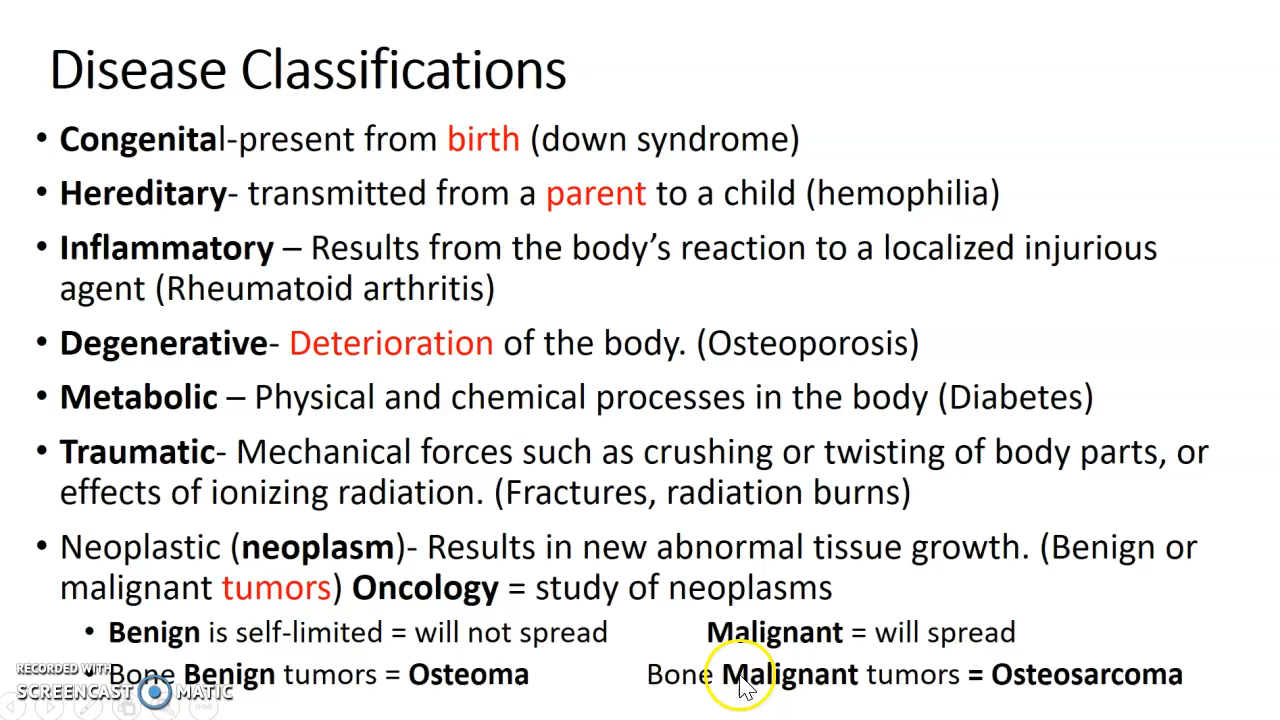 Disease Classifications
• Congenital-present from birth (down syndrome)
• Hereditary- transmitted from a parent to a child (hemophilia)
• Inflammatory – Results from the body’s reaction to a localized injurious
agent (Rheumatoid arthritis)
• Degenerative- Deterioration of the body. (Osteoporosis)
• Metabolic – Physical and chemical processes in the body (Diabetes)
• Traumatic- Mechanical forces such as crushing or twisting of body parts, or
effects of ionizing radiation. (Fractures, radiation burns)
• Neoplastic (neoplasm)- Results in new abnormal tissue growth. (Benign or
malignant tumors) Oncology = study of neoplasms
• Benign is self-limited = will not spread Malignant = will spread
• Bone Benign tumors = Osteoma Bone Malignant tumors = Osteosarcoma
RECORDED WITH
SCREENCAST MATIC